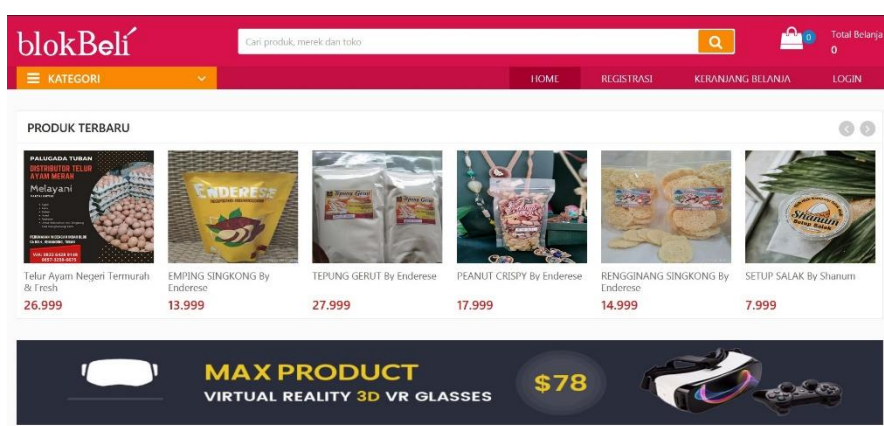 blokBelí
Cari produk, merek dan toko
0
Total Belanja
0
KATEGORI
HOME
REGISTRASI
KERANJANG BELANJA
LOGIN
PRODUK TERBARU
PALUGADA TUBAN
DISTRIBUTOR TELUR
AYAM MERAH
Melayani
ENDERESE
Shanum
Setup Salak
Telur Ayam Negeri Termurah
& Fresh
26.999
EMPING SINGKONG By
Enderese
13.999
TEPUNG GERUT By Enderese
27.999
PEANUT CRISPY By Enderese
17.999
RENGGINANG SINGKONG By
Enderese
14.999
SETUP SALAK By Shanum
7.999
MAX PRODUCT
VIRTUAL REALITY 3D VR GLASSES
$78